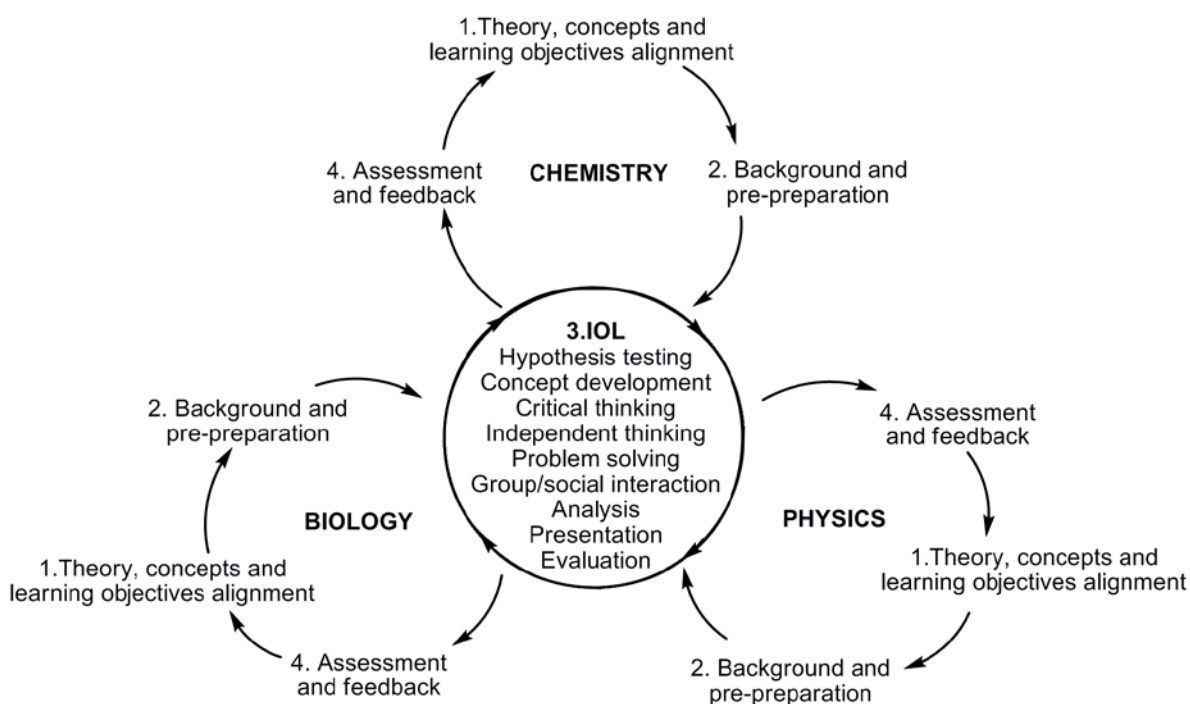 1.Theory, concepts and
learning objectives alignment
4. Assessment
and feedback
CHEMISTRY
2. Background and
pre-preparation
3.IOL
Hypothesis testing
Concept development
Critical thinking
Independent thinking
Problem solving
Group/social interaction
Analysis
Presentation
Evaluation
2. Background and
pre-preparation
BIOLOGY
1.Theory, concepts and
learning objectives alignment
4. Assessment
and feedback
4. Assessment
and feedback
PHYSICS
1.Theory, concepts and
learning objectives alignment
2. Background and
pre-preparation